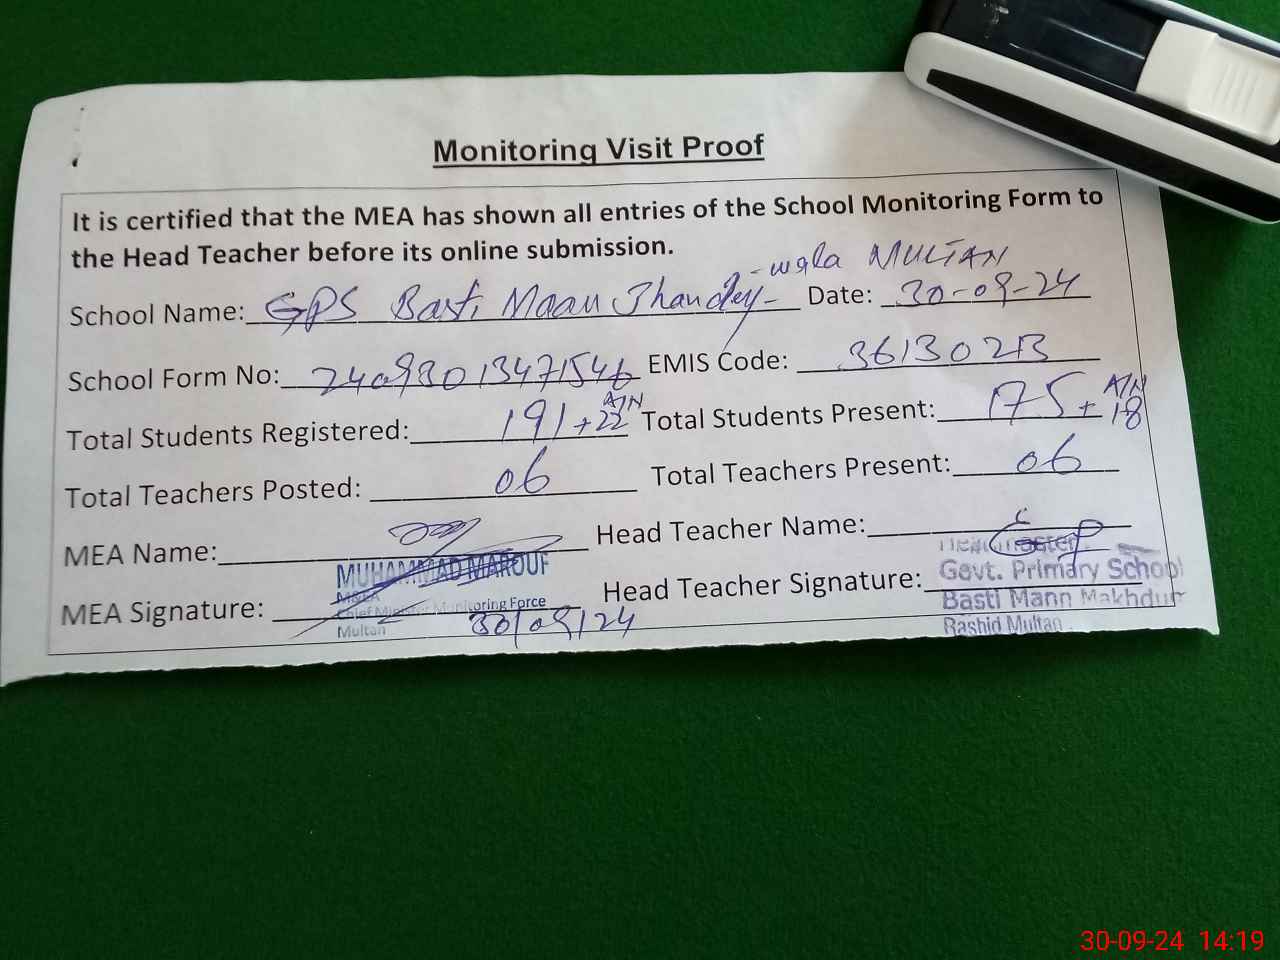 Monitoring Visit Proof
It is certified that the MEA has shown all entries of the School Monitoring Form to
the Head Teacher before its online submission.
School Name: GPS Basti Maan Jhandey-wala MULTAN Date: 30-09-24
School Form No: 24098013471546 EMIS Code: 36130213
Total Students Registered: 191+22 A/N Total Students Present: 175+18 A/N
Total Teachers Posted: 06 Total Teachers Present: 06
MEA Name: Head Teacher Name:
MUHAMMAD MAROUF
Headmaster
MEA Signature: Head Teacher Signature:
Govt. Primary School
Chief Minister Monitoring Force
Basti Mann Makhdum
Multan 30/09/24
Rashid Multan
30-09-24 14:19